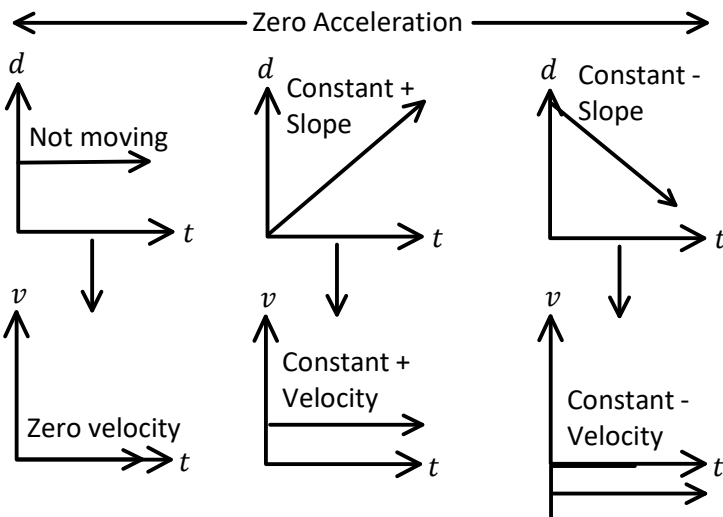 Zero Acceleration
d
Not moving
t
d
Constant +
Slope
t
d
Constant -
Slope
t
v
Zero velocity
t
v
Constant +
Velocity
t
v
Constant -
Velocity
t